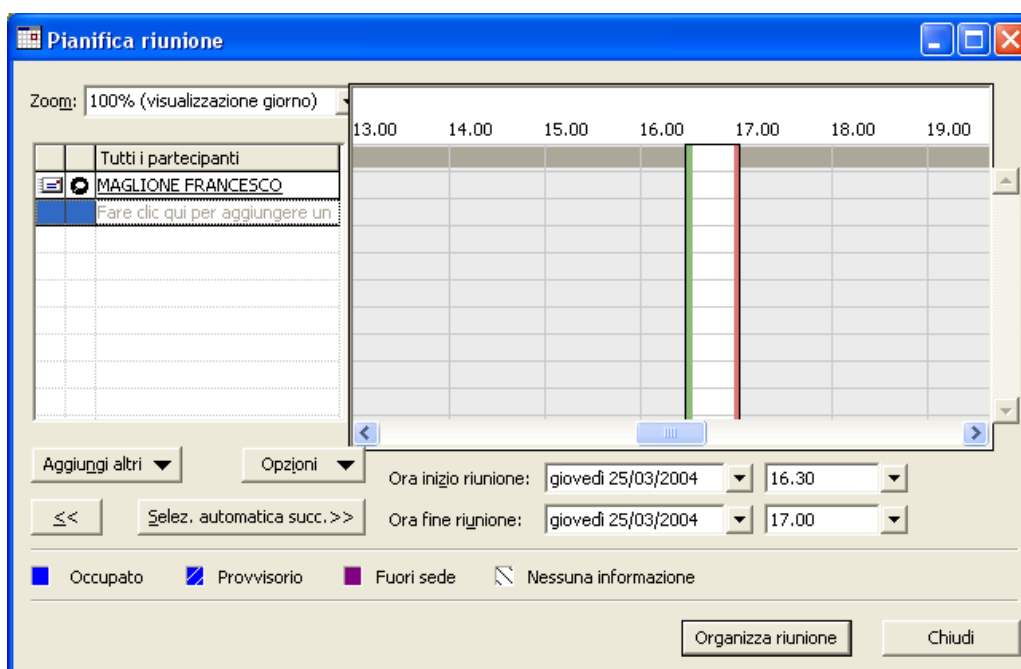 Pianifica riunione
Zoom: 100% (visualizzazione giorno)
13.00 14.00 15.00 16.00 17.00 18.00 19.00
Tutti i partecipanti
MAGLIONE FRANCESCO
Fare clic qui per aggiungere un
Aggiungi altri Opzioni
Ora inizio riunione: giovedì 25/03/2004 16.30
<< Selez. automatica succ.>>
Ora fine riunione: giovedì 25/03/2004 17.00
Occupato Provvisorio Fuori sede Nessuna informazione
Organizza riunione Chiudi